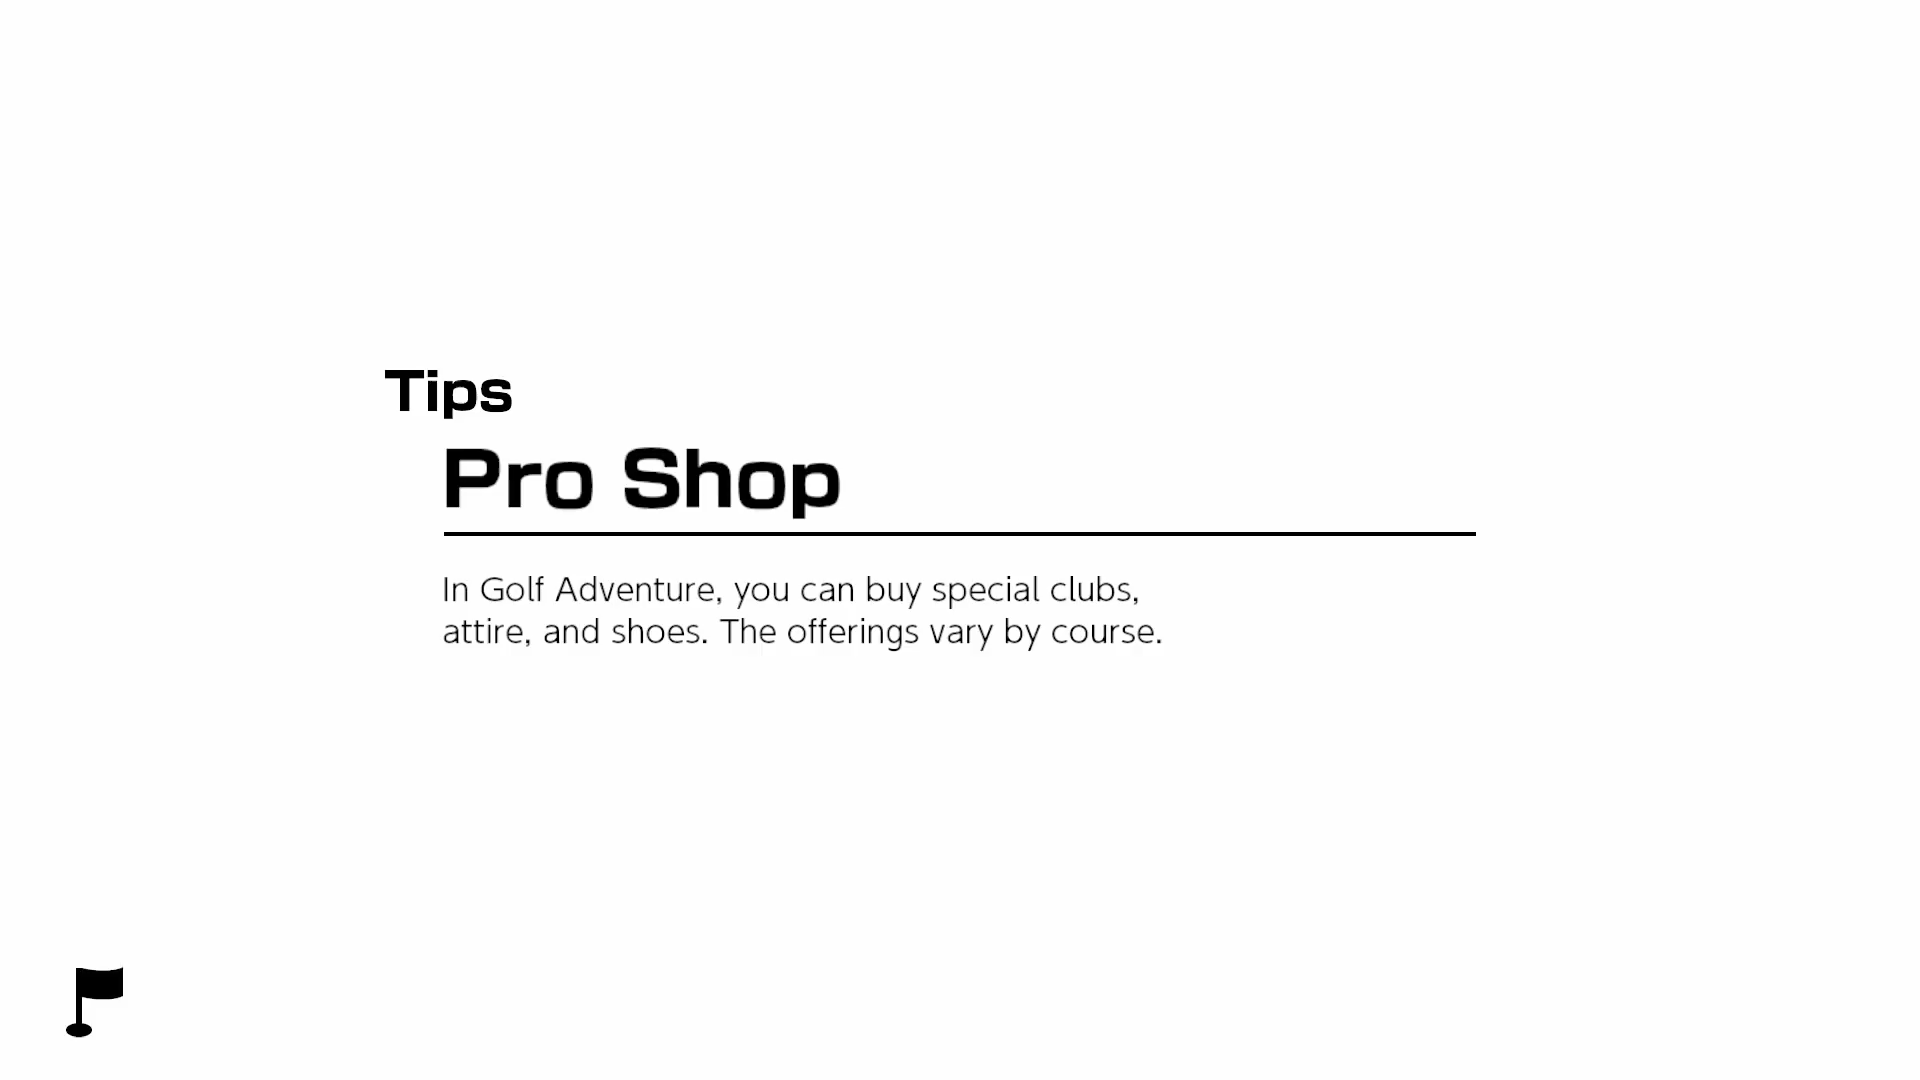 Tips
Pro Shop
In Golf Adventure, you can buy special clubs,
attire, and shoes. The offerings vary by course.